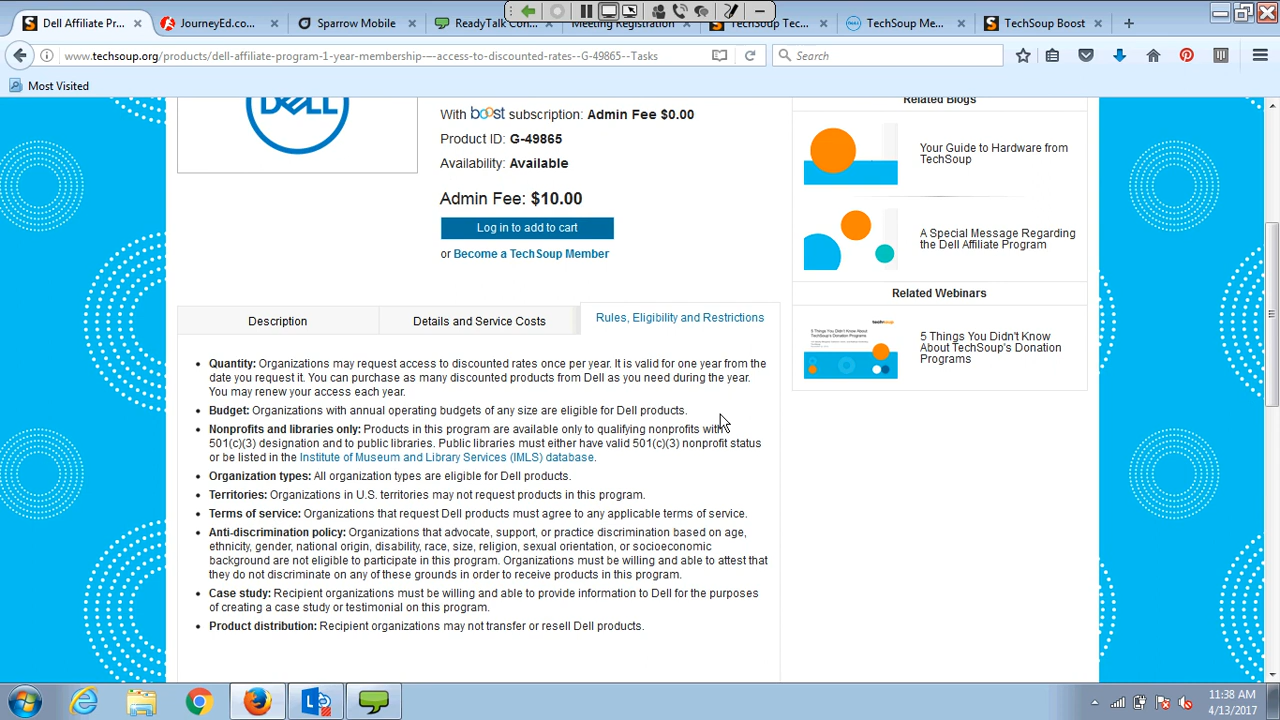 Dell Affiliate Pr...
JourneyEd.co...
Sparrow Mobile
ReadyTalk Con...
Meeting Registration
TechSoup Tec...
TechSoup Me...
TechSoup Boost
www.techsoup.org/products/dell-affiliate-program-1-year-membership----access-to-discounted-rates--G-49865--Tasks
Search
Most Visited
DELL
With boost subscription: Admin Fee $0.00
Product ID: G-49865
Availability: Available
Admin Fee: $10.00
Log in to add to cart
or Become a TechSoup Member
Description
Details and Service Costs
Rules, Eligibility and Restrictions
• Quantity: Organizations may request access to discounted rates once per year. It is valid for one year from the
date you request it. You can purchase as many discounted products from Dell as you need during the year.
You may renew your access each year.
• Budget: Organizations with annual operating budgets of any size are eligible for Dell products.
• Nonprofits and libraries only: Products in this program are available only to qualifying nonprofits with
501(c)(3) designation and to public libraries. Public libraries must either have valid 501(c)(3) nonprofit status
or be listed in the Institute of Museum and Library Services (IMLS) database.
• Organization types: All organization types are eligible for Dell products.
• Territories: Organizations in U.S. territories may not request products in this program.
• Terms of service: Organizations that request Dell products must agree to any applicable terms of service.
• Anti-discrimination policy: Organizations that advocate, support, or practice discrimination based on age,
ethnicity, gender, national origin, disability, race, size, religion, sexual orientation, or socioeconomic
background are not eligible to participate in this program. Organizations must be willing and able to attest that
they do not discriminate on any of these grounds in order to receive products in this program.
• Case study: Recipient organizations must be willing and able to provide information to Dell for the purposes
of creating a case study or testimonial on this program.
• Product distribution: Recipient organizations may not transfer or resell Dell products.
Related Blogs
Your Guide to Hardware from
TechSoup
A Special Message Regarding
the Dell Affiliate Program
Related Webinars
techsoup
5 Things You Didn't Know
About TechSoup's Donation
Programs
5 Things You Didn't Know
About TechSoup's Donation
Programs
11:38 AM
4/13/2017